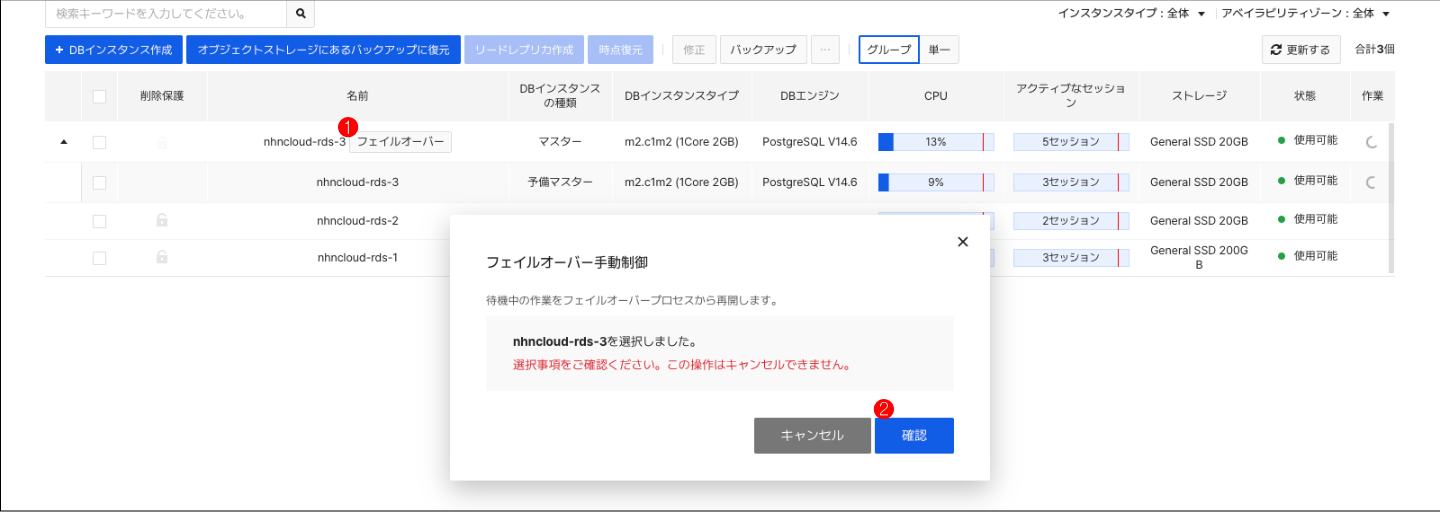 検索キーワードを入力してください。
インスタンスタイプ : 全体 アベイラビリティゾーン : 全体
+ DBインスタンス作成 オブジェクトストレージにあるバックアップに復元 リードレプリカ作成 時点復元 修正 バックアップ ... グループ 単一 更新する 合計3個
削除保護 名前 DBインスタンスの種類 DBインスタンスタイプ DBエンジン CPU アクティブなセッション ストレージ 状態 作業
1
nhncloud-rds-3 フェイルオーバー マスター m2.c1m2 (1Core 2GB) PostgreSQL V14.6 13% 5セッション General SSD 20GB 使用可能
nhncloud-rds-3 予備マスター m2.c1m2 (1Core 2GB) PostgreSQL V14.6 9% 3セッション General SSD 20GB 使用可能
nhncloud-rds-2 2セッション General SSD 20GB 使用可能
nhncloud-rds-1 3セッション General SSD 200GB 使用可能
フェイルオーバー手動制御
待機中の作業をフェイルオーバープロセスから再開します。
nhncloud-rds-3を選択しました。
選択事項をご確認ください。この操作はキャンセルできません。
2
キャンセル 確認